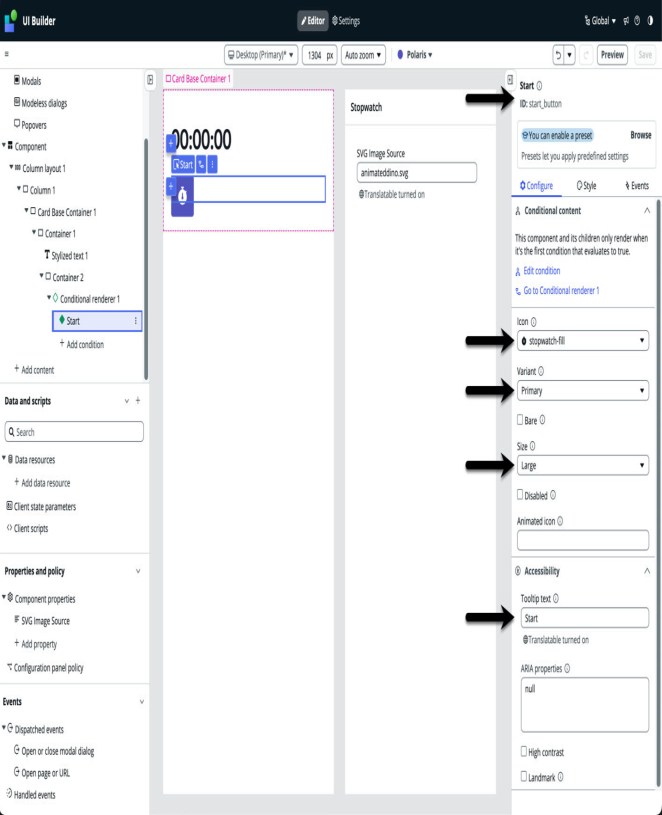 UI Builder
Editor
Settings
Global
Desktop (Primary)*
1304 px
Auto zoom
Polaris
Preview
Save
Modals
Modeless dialogs
Popovers
Component
Column layout 1
Column 1
Card Base Container 1
Container 1
Stylized text 1
Container 2
Conditional renderer 1
Start
+ Add condition
+ Add content
Data and scripts
Search
Data resources
+ Add data resource
Client state parameters
Client scripts
Properties and policy
Component properties
SVG Image Source
+ Add property
Configuration panel policy
Events
Dispatched events
Open or close modal dialog
Open page or URL
Handled events
Card Base Container 1
00:00:00
Start
Stopwatch
SVG Image Source
animateddino.svg
Translatable turned on
Start
ID: start_button
You can enable a preset
Browse
Presets let you apply predefined settings
Configure
Style
Events
Conditional content
This component and its children only render when
it's the first condition that evaluates to true.
Edit condition
Go to Conditional renderer 1
Icon
stopwatch-fill
Variant
Primary
Bare
Size
Large
Disabled
Animated icon
Accessibility
Tooltip text
Start
Translatable turned on
ARIA properties
null
High contrast
Landmark